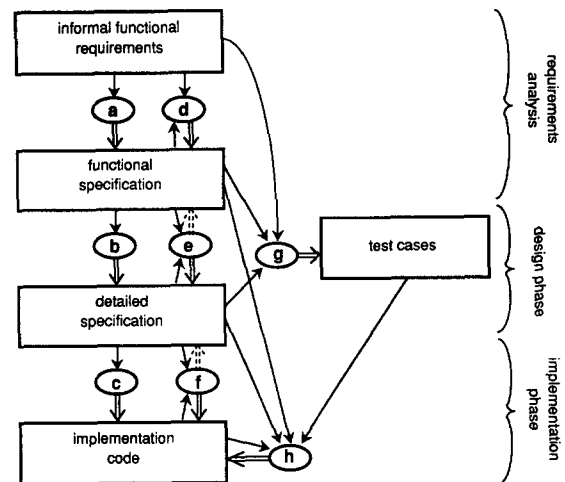 informal functional
requirements
a
d
functional
specification
b
e
g
test cases
detailed
specification
c
f
implementation
code
h
requirements
analysis
design phase
implementation
phase